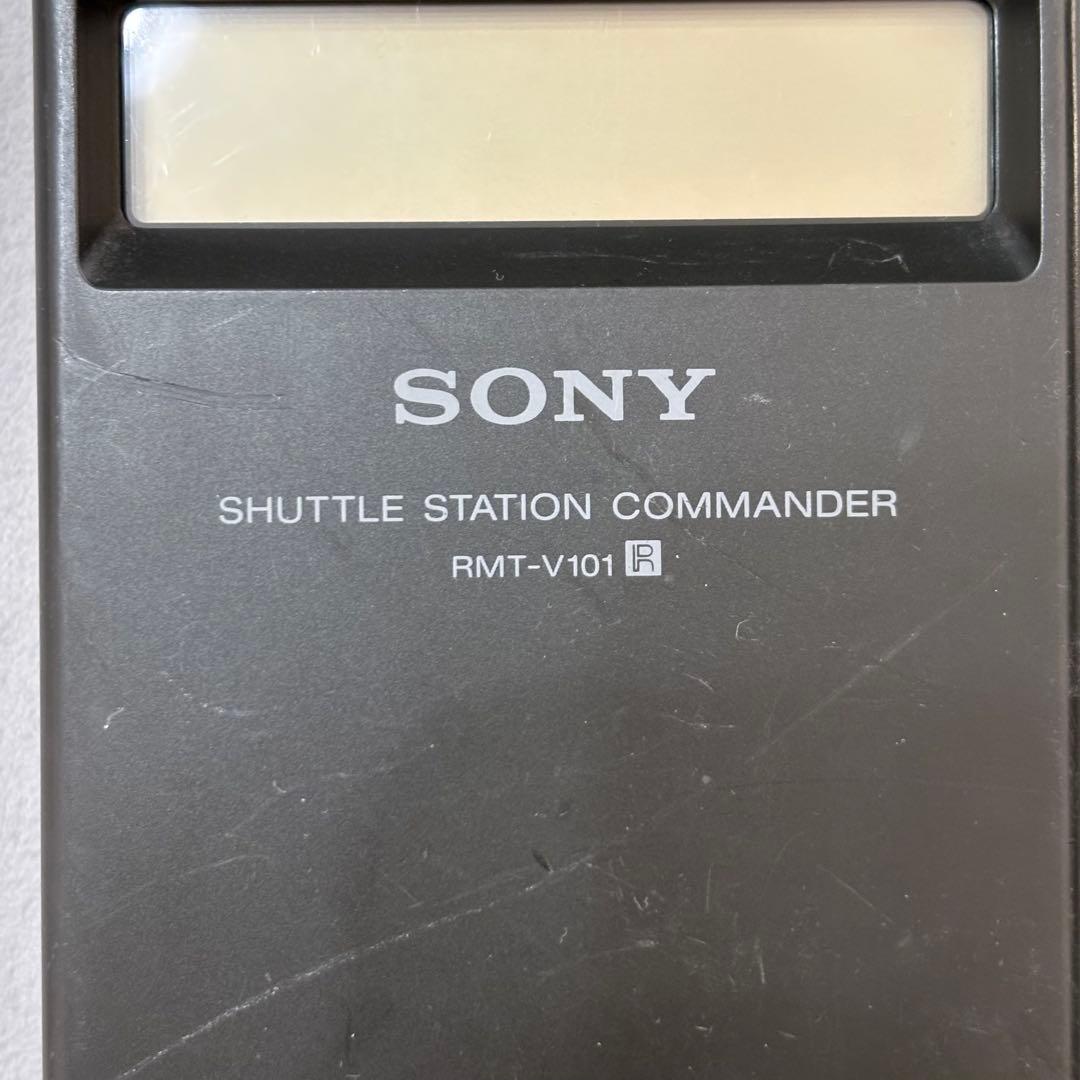 SONY
SHUTTLE STATION COMMANDER
RMT-V101 R